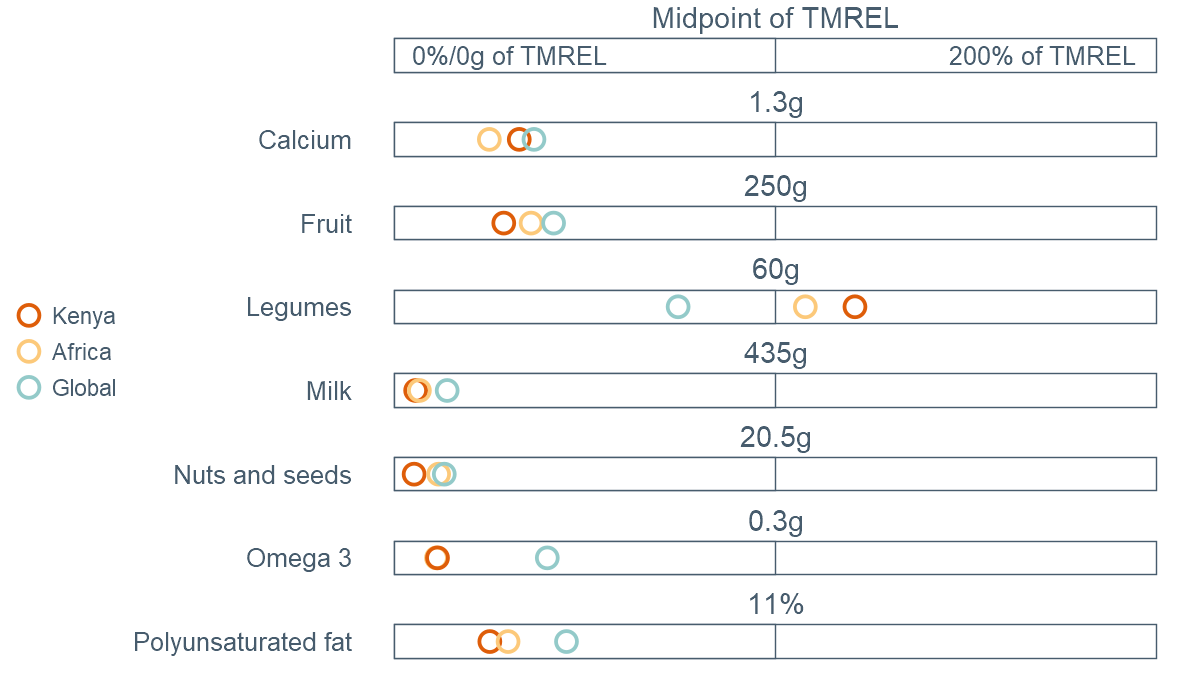 Midpoint of TMREL
0%/0g of TMREL 200% of TMREL
1.3g
Calcium
250g
Fruit
60g
Legumes
Kenya
Africa
Global
435g
Milk
20.5g
Nuts and seeds
0.3g
Omega 3
11%
Polyunsaturated fat